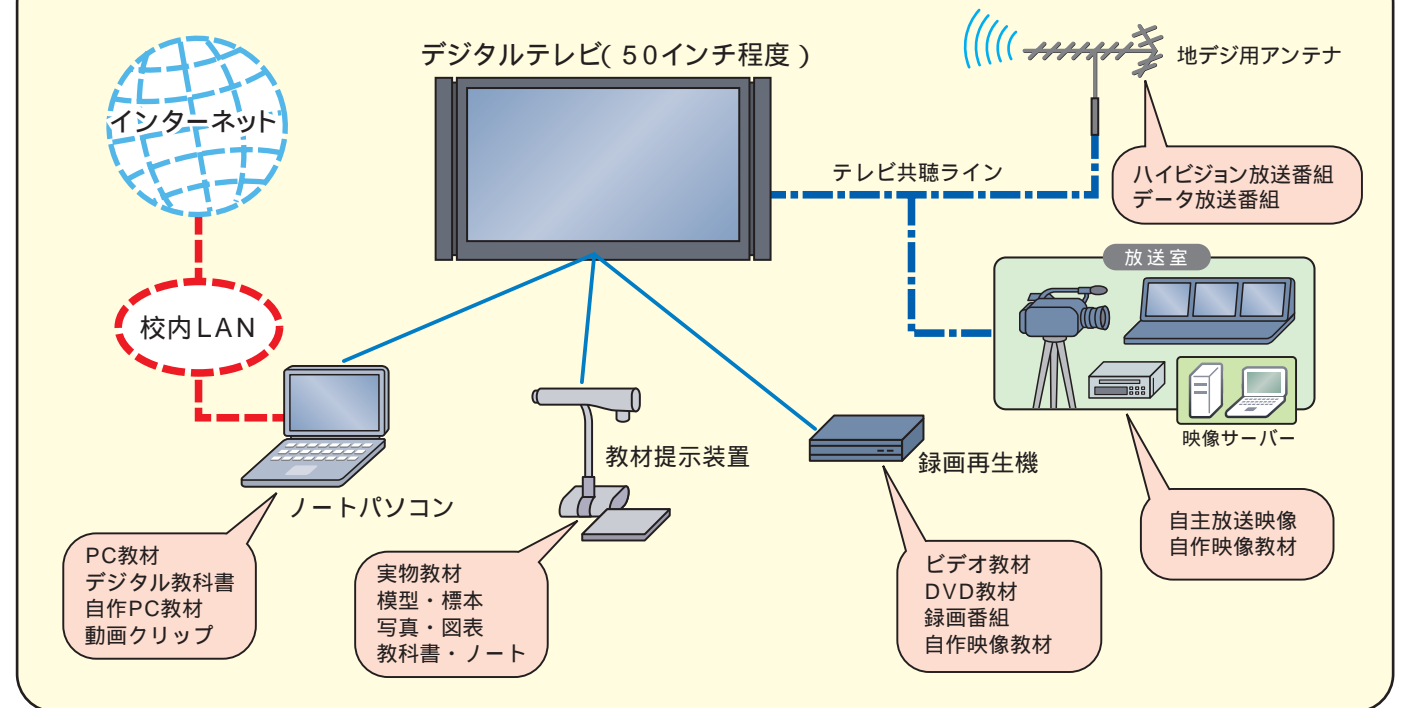 デジタルテレビ(50インチ程度)
地デジ用アンテナ
インターネット
テレビ共聴ライン
ハイビジョン放送番組
データ放送番組
放送室
校内LAN
映像サーバー
教材提示装置
録画再生機
ノートパソコン
自主放送映像
自作映像教材
PC教材
デジタル教科書
自作PC教材
動画クリップ
実物教材
模型・標本
写真・図表
教科書・ノート
ビデオ教材
DVD教材
録画番組
自作映像教材